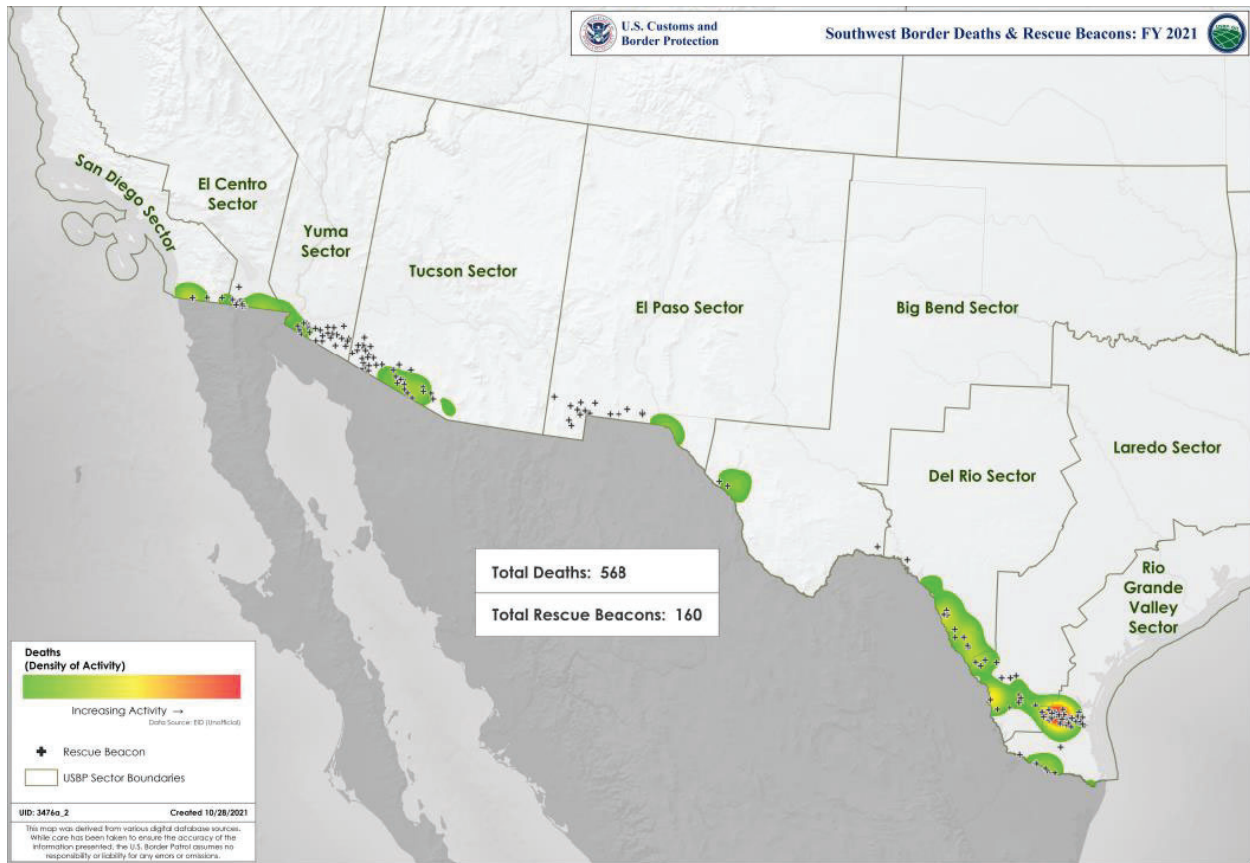 U.S. Customs and
Border Protection
Southwest Border Deaths & Rescue Beacons: FY 2021
San Diego Sector
El Centro
Sector
Yuma
Sector
Tucson Sector
El Paso Sector
Big Bend Sector
Del Rio Sector
Laredo Sector
Rio
Grande
Valley
Sector
Total Deaths: 568
Total Rescue Beacons: 160
Deaths
(Density of Activity)
Increasing Activity →
Data Source: EID (Unofficial)
Rescue Beacon
USBP Sector Boundaries
UID: 3476a_2 Created 10/28/2021
This map was derived from various digital database sources.
While care has been taken to ensure the accuracy of the
information presented, the U.S. Border Patrol assumes no
responsibility or liability for any errors or omissions.